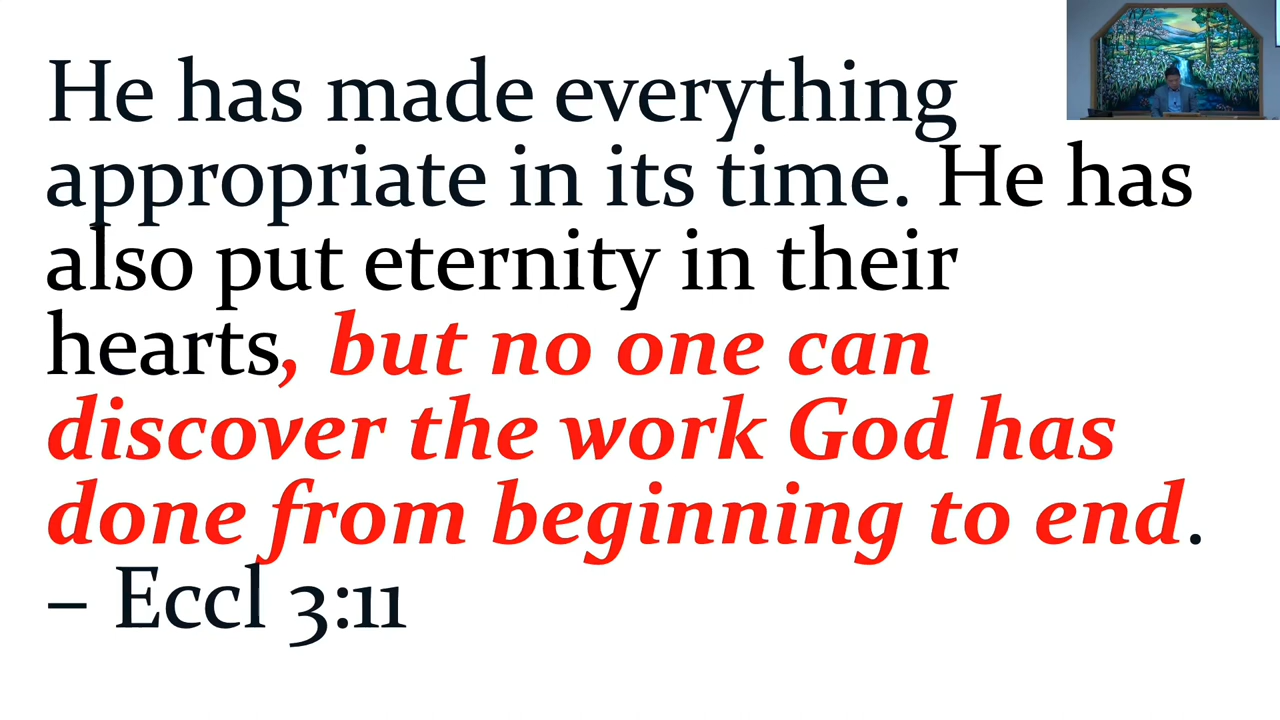 He has made everything
appropriate in its time. He has
also put eternity in their
hearts, but no one can
discover the work God has
done from beginning to end.
– Eccl 3:11